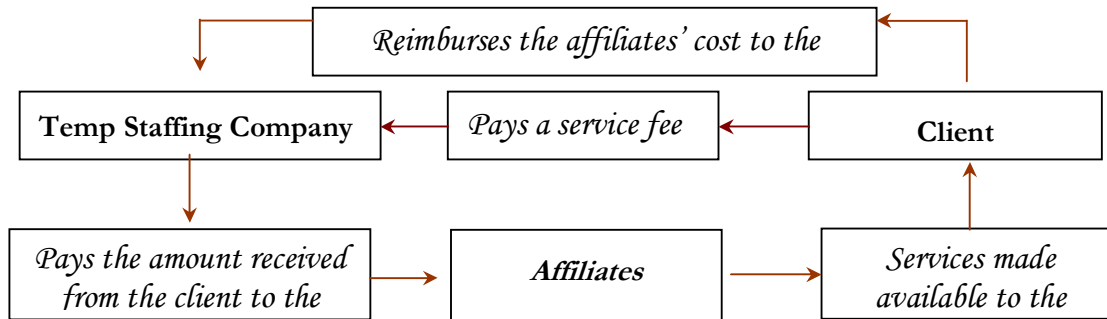 Reimburses the affiliates’ cost to the
Temp Staffing Company
Pays a service fee
Client
Pays the amount received
from the client to the
Affiliates
Services made
available to the